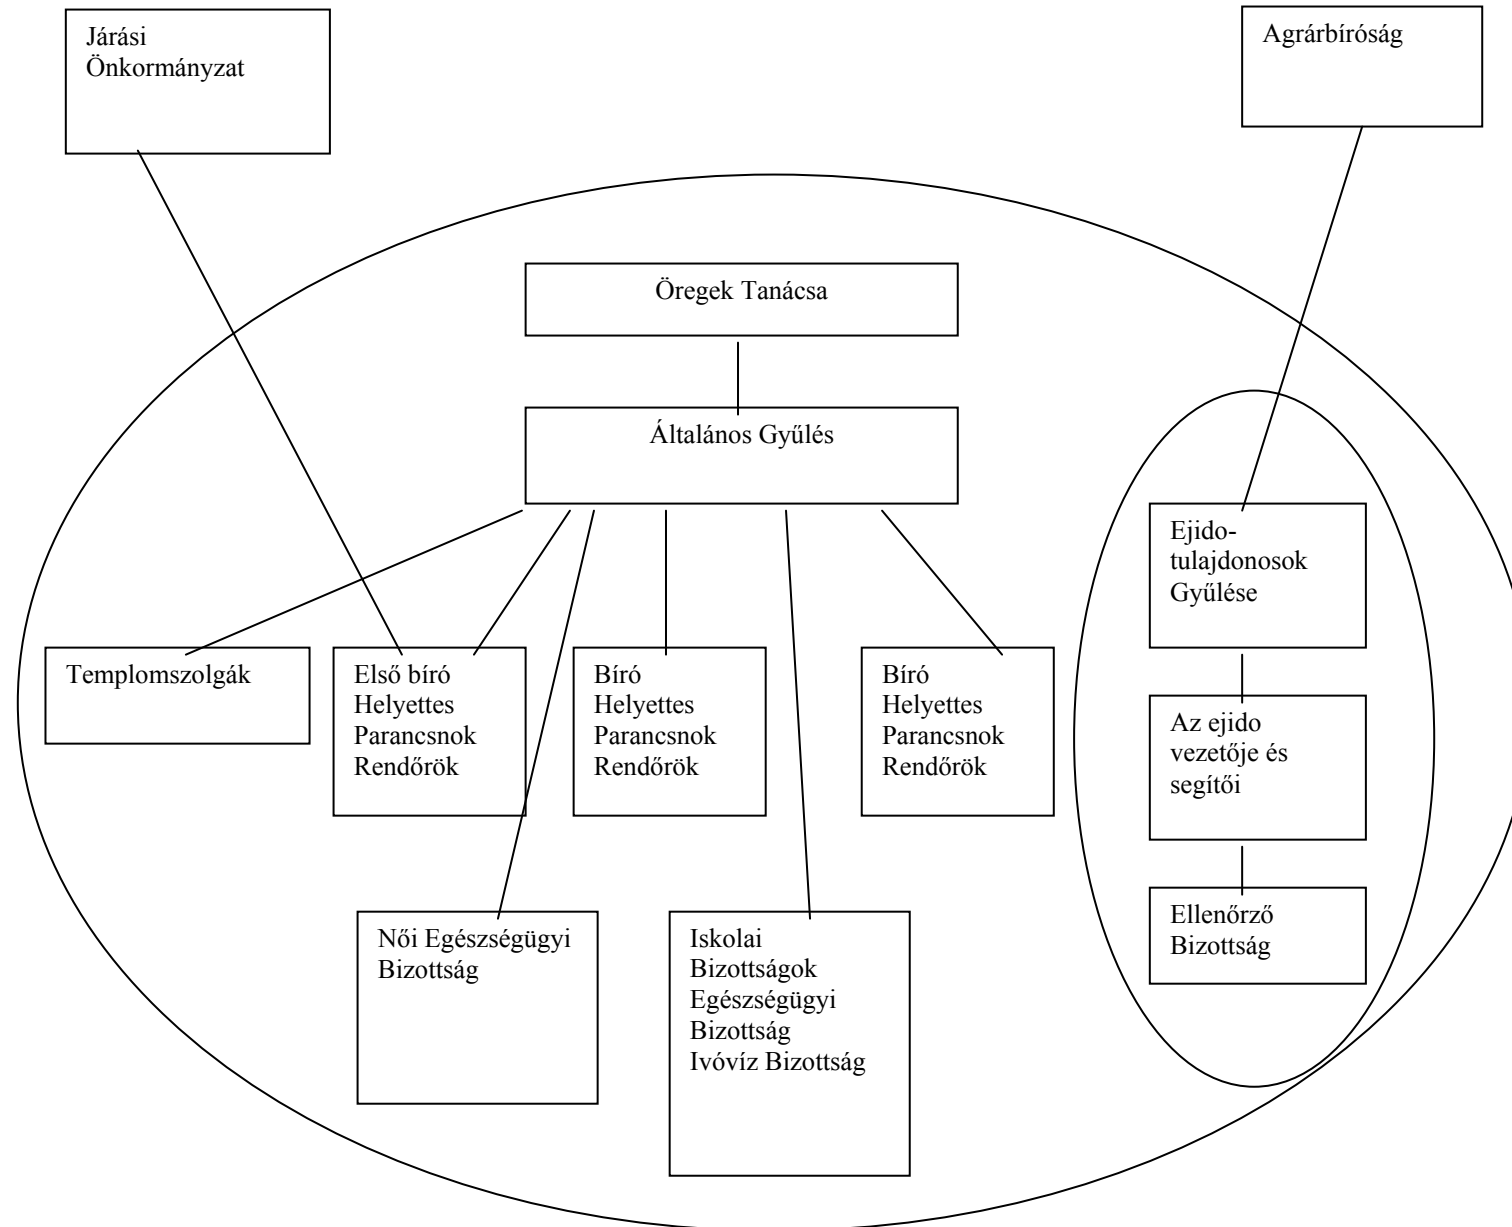 Járási
Önkormányzat
Agrárbíróság
Öregek Tanácsa
Általános Gyűlés
Ejido-
tulajdonosok
Gyűlése
Templomszolgák
Első bíró
Helyettes
Parancsnok
Rendőrök
Bíró
Helyettes
Parancsnok
Rendőrök
Bíró
Helyettes
Parancsnok
Rendőrök
Az ejido
vezetője és
segítői
Női Egészségügyi
Bizottság
Iskolai
Bizottságok
Egészségügyi
Bizottság
Ivóvíz Bizottság
Ellenőrző
Bizottság